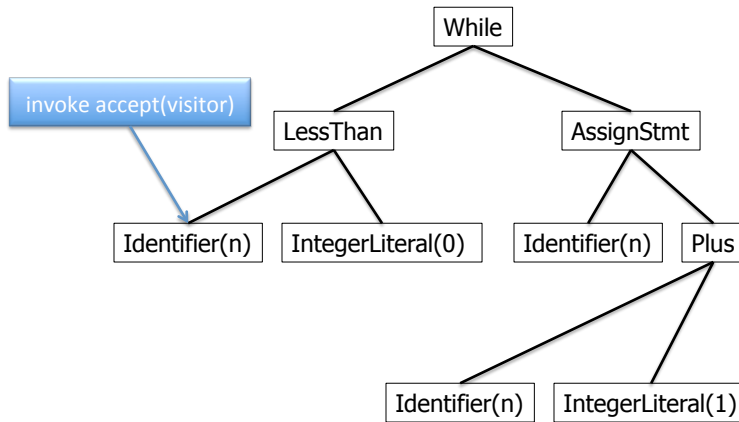 While
invoke accept(visitor)
LessThan
AssignStmt
Identifier(n)
IntegerLiteral(0)
Identifier(n)
Plus
Identifier(n)
IntegerLiteral(1)